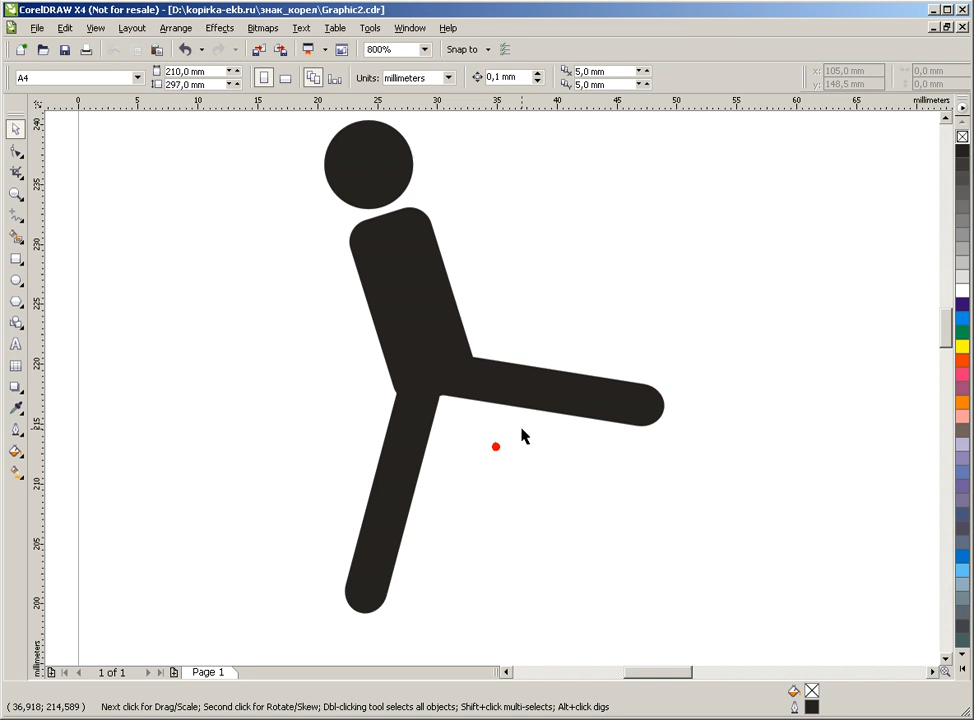 CorelDRAW X4 (Not for resale) - [D:\kopirka-ekb.ru\знак_корел\Graphic2.cdr]
File Edit View Layout Arrange Effects Bitmaps Text Table Tools Window Help
800% Snap to
A4 210,0 mm 297,0 mm Units: millimeters 0,1 mm 5,0 mm 5,0 mm x: 105,0 mm y: 148,5 mm 0,0 mm 0,0 mm
0 5 10 15 20 25 30 35 40 45 50 55 60 65 millimeters
240
235
230
225
220
215
210
205
200
millimeters
1 of 1 Page 1
( 36,918; 214,589 ) Next click for Drag/Scale; Second click for Rotate/Skew; Dbl-clicking tool selects all objects; Shift+click multi-selects; Alt+click digs